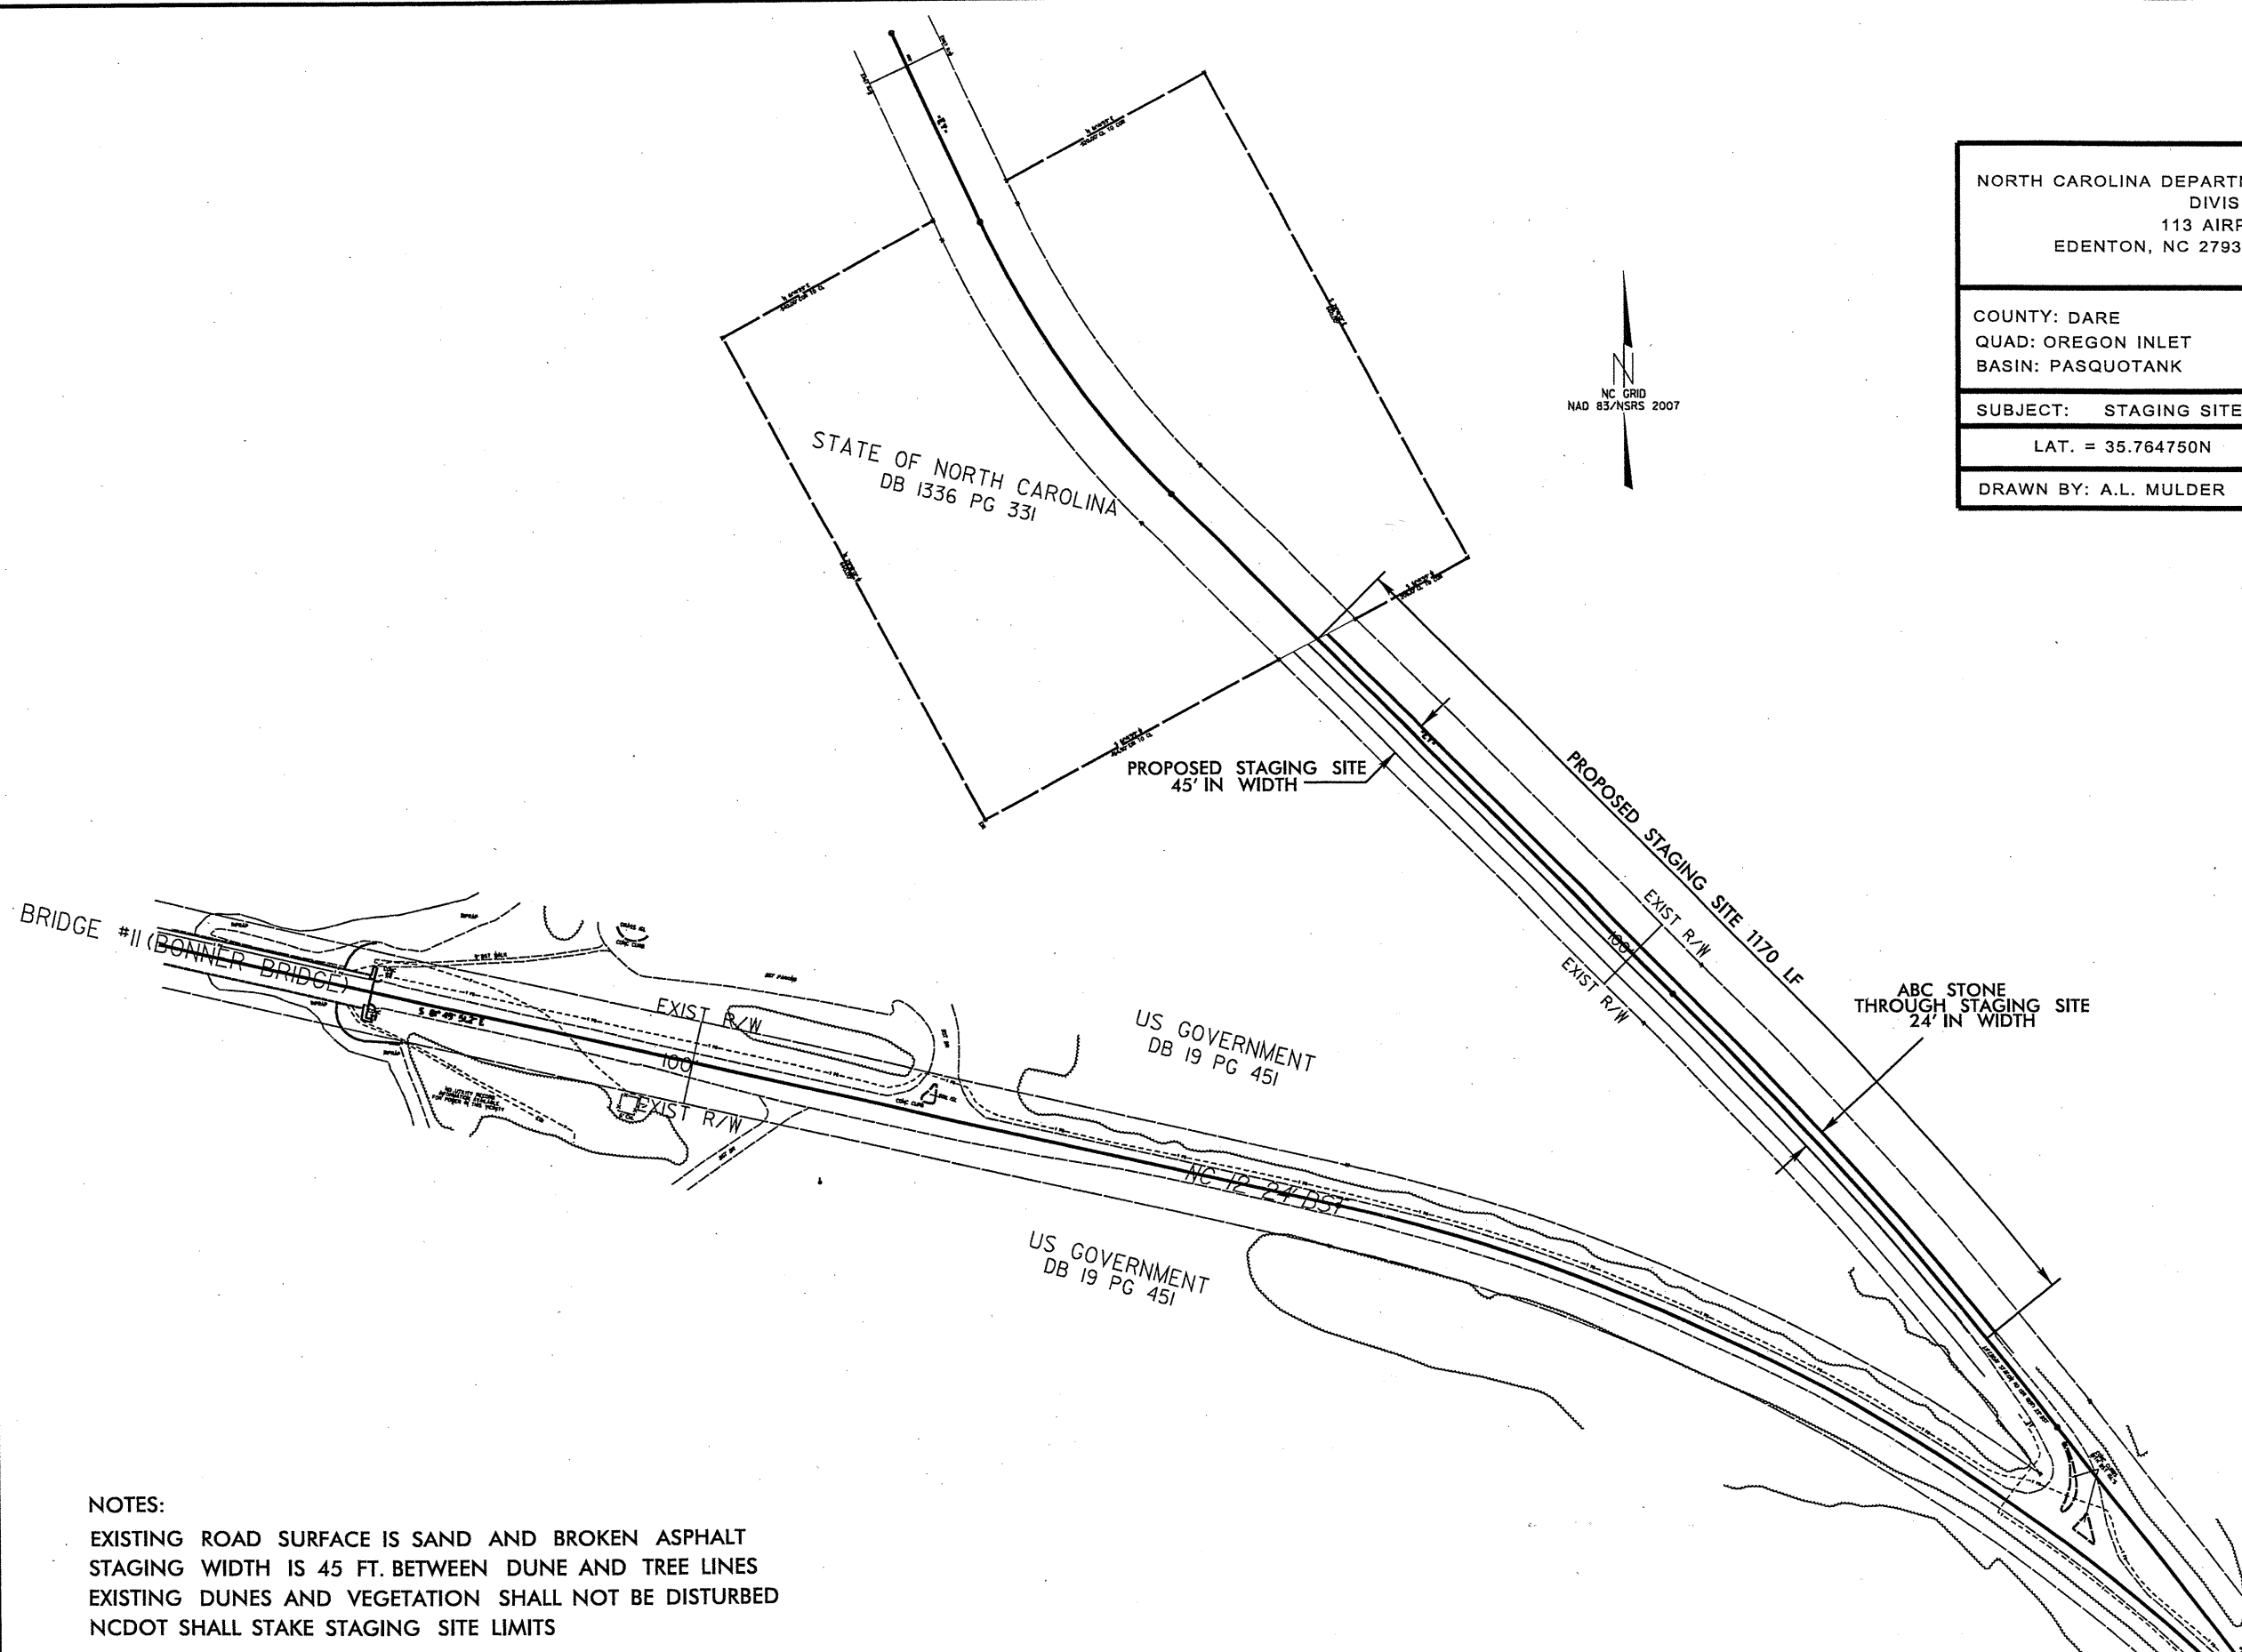 NORTH CAROLINA DEPARTM
DIVIS
113 AIRP
EDENTON, NC 2793
COUNTY: DARE
QUAD: OREGON INLET
BASIN: PASQUOTANK
SUBJECT: STAGING SITE
LAT. = 35.764750N
DRAWN BY: A.L. MULDER
N
NC GRID
NAD 83/NSRS 2007
STATE OF NORTH CAROLINA
DB 1336 PG 331
PROPOSED STAGING SITE
45' IN WIDTH
PROPOSED STAGING SITE 1170 LF
EXIST R/W
100'
EXIST R/W
ABC STONE
THROUGH STAGING SITE
24' IN WIDTH
BRIDGE #11 (BONNER BRIDGE)
EXIST R/W
100'
EXIST R/W
US GOVERNMENT
DB 19 PG 451
NC 12 24' BST
US GOVERNMENT
DB 19 PG 451
NOTES:
EXISTING ROAD SURFACE IS SAND AND BROKEN ASPHALT
STAGING WIDTH IS 45 FT. BETWEEN DUNE AND TREE LINES
EXISTING DUNES AND VEGETATION SHALL NOT BE DISTURBED
NCDOT SHALL STAKE STAGING SITE LIMITS